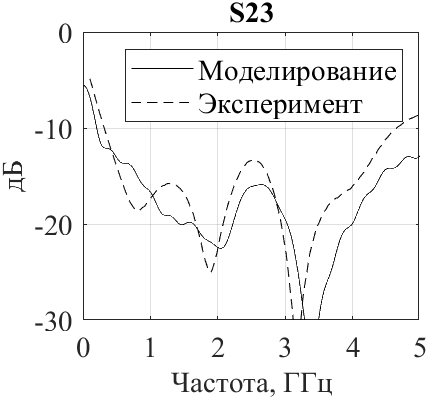 S23
0
Моделирование
Эксперимент
-10
дБ
-20
-30
0 1 2 3 4 5
Частота, ГГц